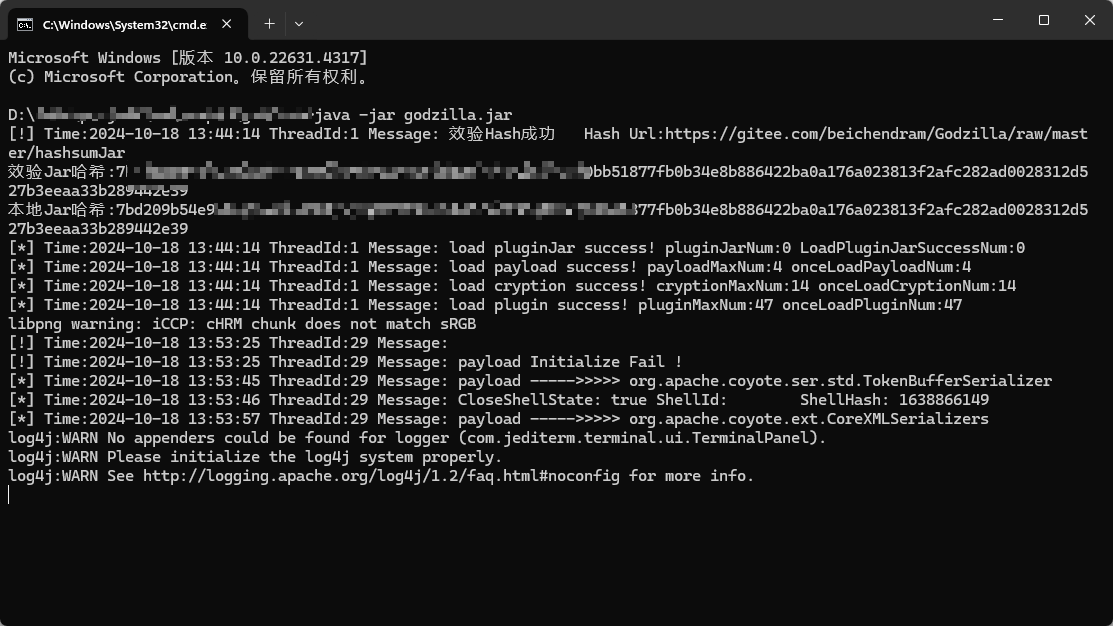 C:\Windows\System32\cmd.e
Microsoft Windows [版本 10.0.22631.4317]
(c) Microsoft Corporation。保留所有权利。
D:\ java -jar godzilla.jar
[!] Time:2024-10-18 13:44:14 ThreadId:1 Message: 效验Hash成功 Hash Url:https://gitee.com/beichendram/Godzilla/raw/mast
er/hashsumJar
效验Jar哈希:7 bb51877fb0b34e8b886422ba0a176a023813f2afc282ad0028312d5
27b3eeaa33b289442e39
本地Jar哈希:7bd209b54e9 877fb0b34e8b886422ba0a176a023813f2afc282ad0028312d5
27b3eeaa33b289442e39
[*] Time:2024-10-18 13:44:14 ThreadId:1 Message: load pluginJar success! pluginJarNum:0 LoadPluginJarSuccessNum:0
[*] Time:2024-10-18 13:44:14 ThreadId:1 Message: load payload success! payloadMaxNum:4 onceLoadPayloadNum:4
[*] Time:2024-10-18 13:44:14 ThreadId:1 Message: load cryption success! cryptionMaxNum:14 onceLoadCryptionNum:14
[*] Time:2024-10-18 13:44:14 ThreadId:1 Message: load plugin success! pluginMaxNum:47 onceLoadPluginNum:47
libpng warning: iCCP: cHRM chunk does not match sRGB
[!] Time:2024-10-18 13:53:25 ThreadId:29 Message:
[!] Time:2024-10-18 13:53:25 ThreadId:29 Message: payload Initialize Fail !
[*] Time:2024-10-18 13:53:45 ThreadId:29 Message: payload ----->>>>> org.apache.coyote.ser.std.TokenBufferSerializer
[*] Time:2024-10-18 13:53:46 ThreadId:29 Message: CloseShellState: true ShellId: ShellHash: 1638866149
[*] Time:2024-10-18 13:53:57 ThreadId:29 Message: payload ----->>>>> org.apache.coyote.ext.CoreXMLSerializers
log4j:WARN No appenders could be found for logger (com.jediterm.terminal.ui.TerminalPanel).
log4j:WARN Please initialize the log4j system properly.
log4j:WARN See http://logging.apache.org/log4j/1.2/faq.html#noconfig for more info.